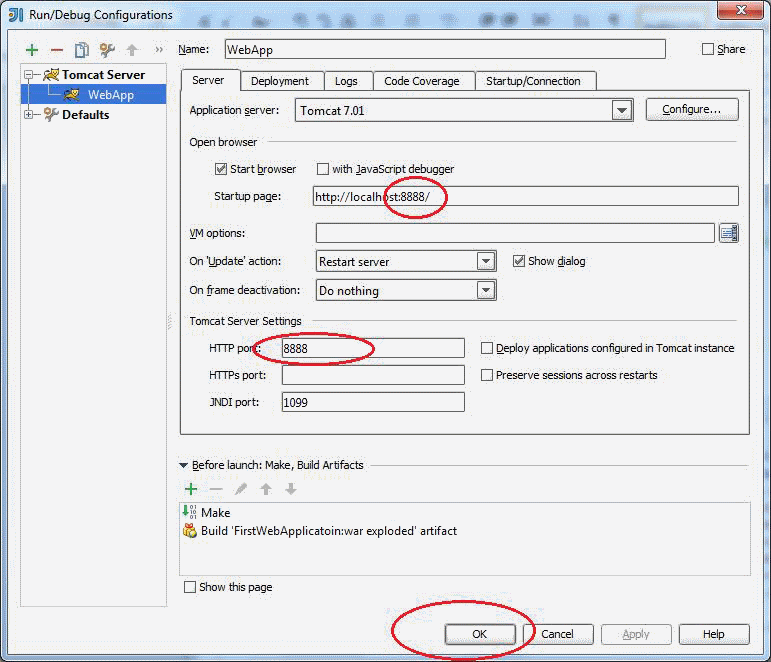 Run/Debug Configurations
Name: WebApp Share
Tomcat Server
WebApp
Defaults
Server Deployment Logs Code Coverage Startup/Connection
Application server: Tomcat 7.01 Configure...
Open browser
Start browser with JavaScript debugger
Startup page: http://localhost:8888/
VM options:
On 'Update' action: Restart server Show dialog
On frame deactivation: Do nothing
Tomcat Server Settings
HTTP port: 8888 Deploy applications configured in Tomcat instance
HTTPs port: Preserve sessions across restarts
JNDI port: 1099
Before launch: Make, Build Artifacts
Make
Build 'FirstWebApplicatoin:war exploded' artifact
Show this page
OK Cancel Apply Help